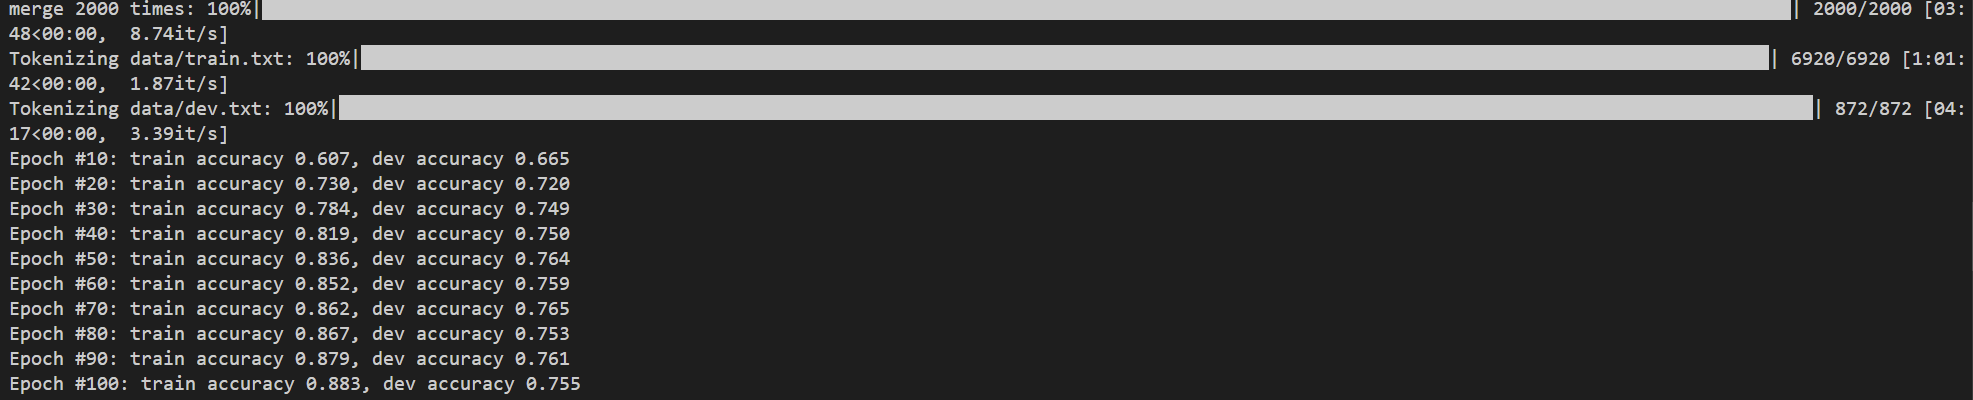 merge 2000 times: 100%|| 2000/2000 [03:
48<00:00,  8.74it/s]
Tokenizing data/train.txt: 100%|| 6920/6920 [1:01:
42<00:00,  1.87it/s]
Tokenizing data/dev.txt: 100%|| 872/872 [04:
17<00:00,  3.39it/s]
Epoch #10: train accuracy 0.607, dev accuracy 0.665
Epoch #20: train accuracy 0.730, dev accuracy 0.720
Epoch #30: train accuracy 0.784, dev accuracy 0.749
Epoch #40: train accuracy 0.819, dev accuracy 0.750
Epoch #50: train accuracy 0.836, dev accuracy 0.764
Epoch #60: train accuracy 0.852, dev accuracy 0.759
Epoch #70: train accuracy 0.862, dev accuracy 0.765
Epoch #80: train accuracy 0.867, dev accuracy 0.753
Epoch #90: train accuracy 0.879, dev accuracy 0.761
Epoch #100: train accuracy 0.883, dev accuracy 0.755